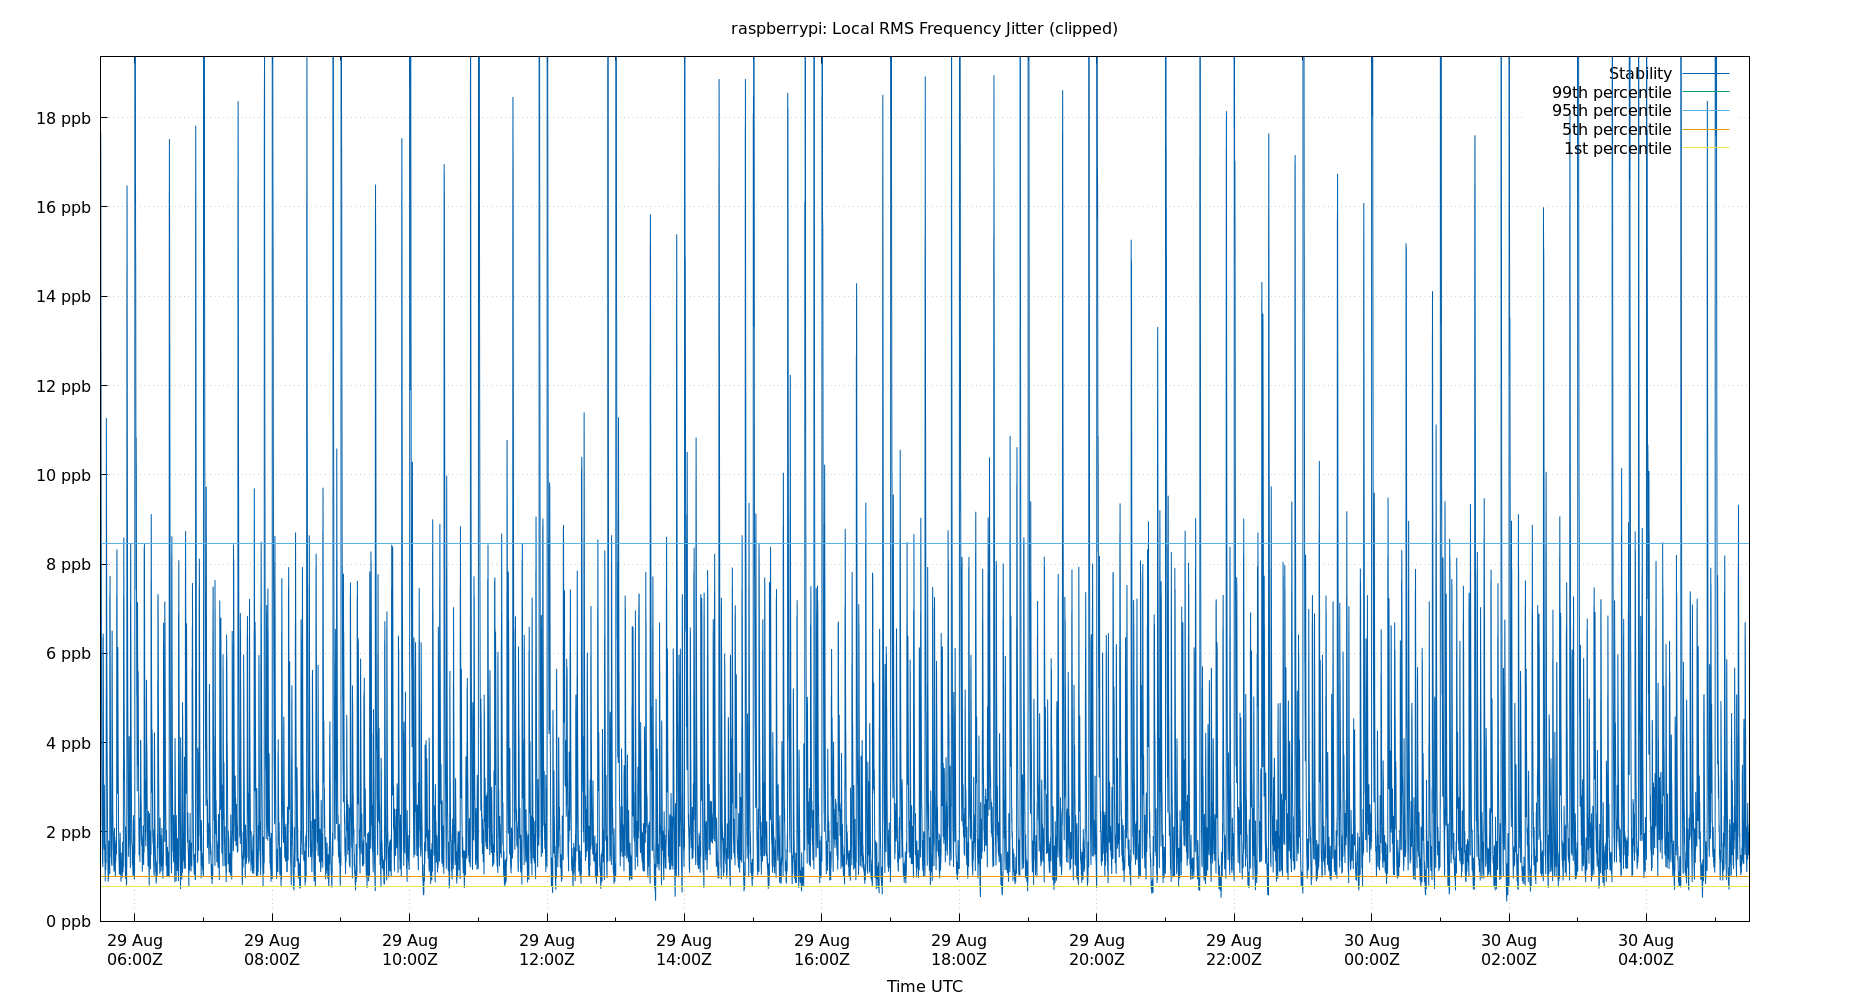 raspberrypi: Local RMS Frequency Jitter (clipped)
Stability
99th percentile
95th percentile
5th percentile
1st percentile
18 ppb
16 ppb
14 ppb
12 ppb
10 ppb
8 ppb
6 ppb
4 ppb
2 ppb
0 ppb
29 Aug 29 Aug 29 Aug 29 Aug 29 Aug 29 Aug 29 Aug 29 Aug 29 Aug 30 Aug 30 Aug 30 Aug
06:00Z 08:00Z 10:00Z 12:00Z 14:00Z 16:00Z 18:00Z 20:00Z 22:00Z 00:00Z 02:00Z 04:00Z
Time UTC